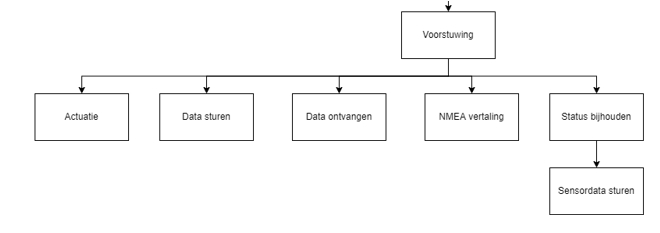 Voorstuwing
Actuatie
Data sturen
Data ontvangen
NMEA vertaling
Status bijhouden
Sensordata sturen